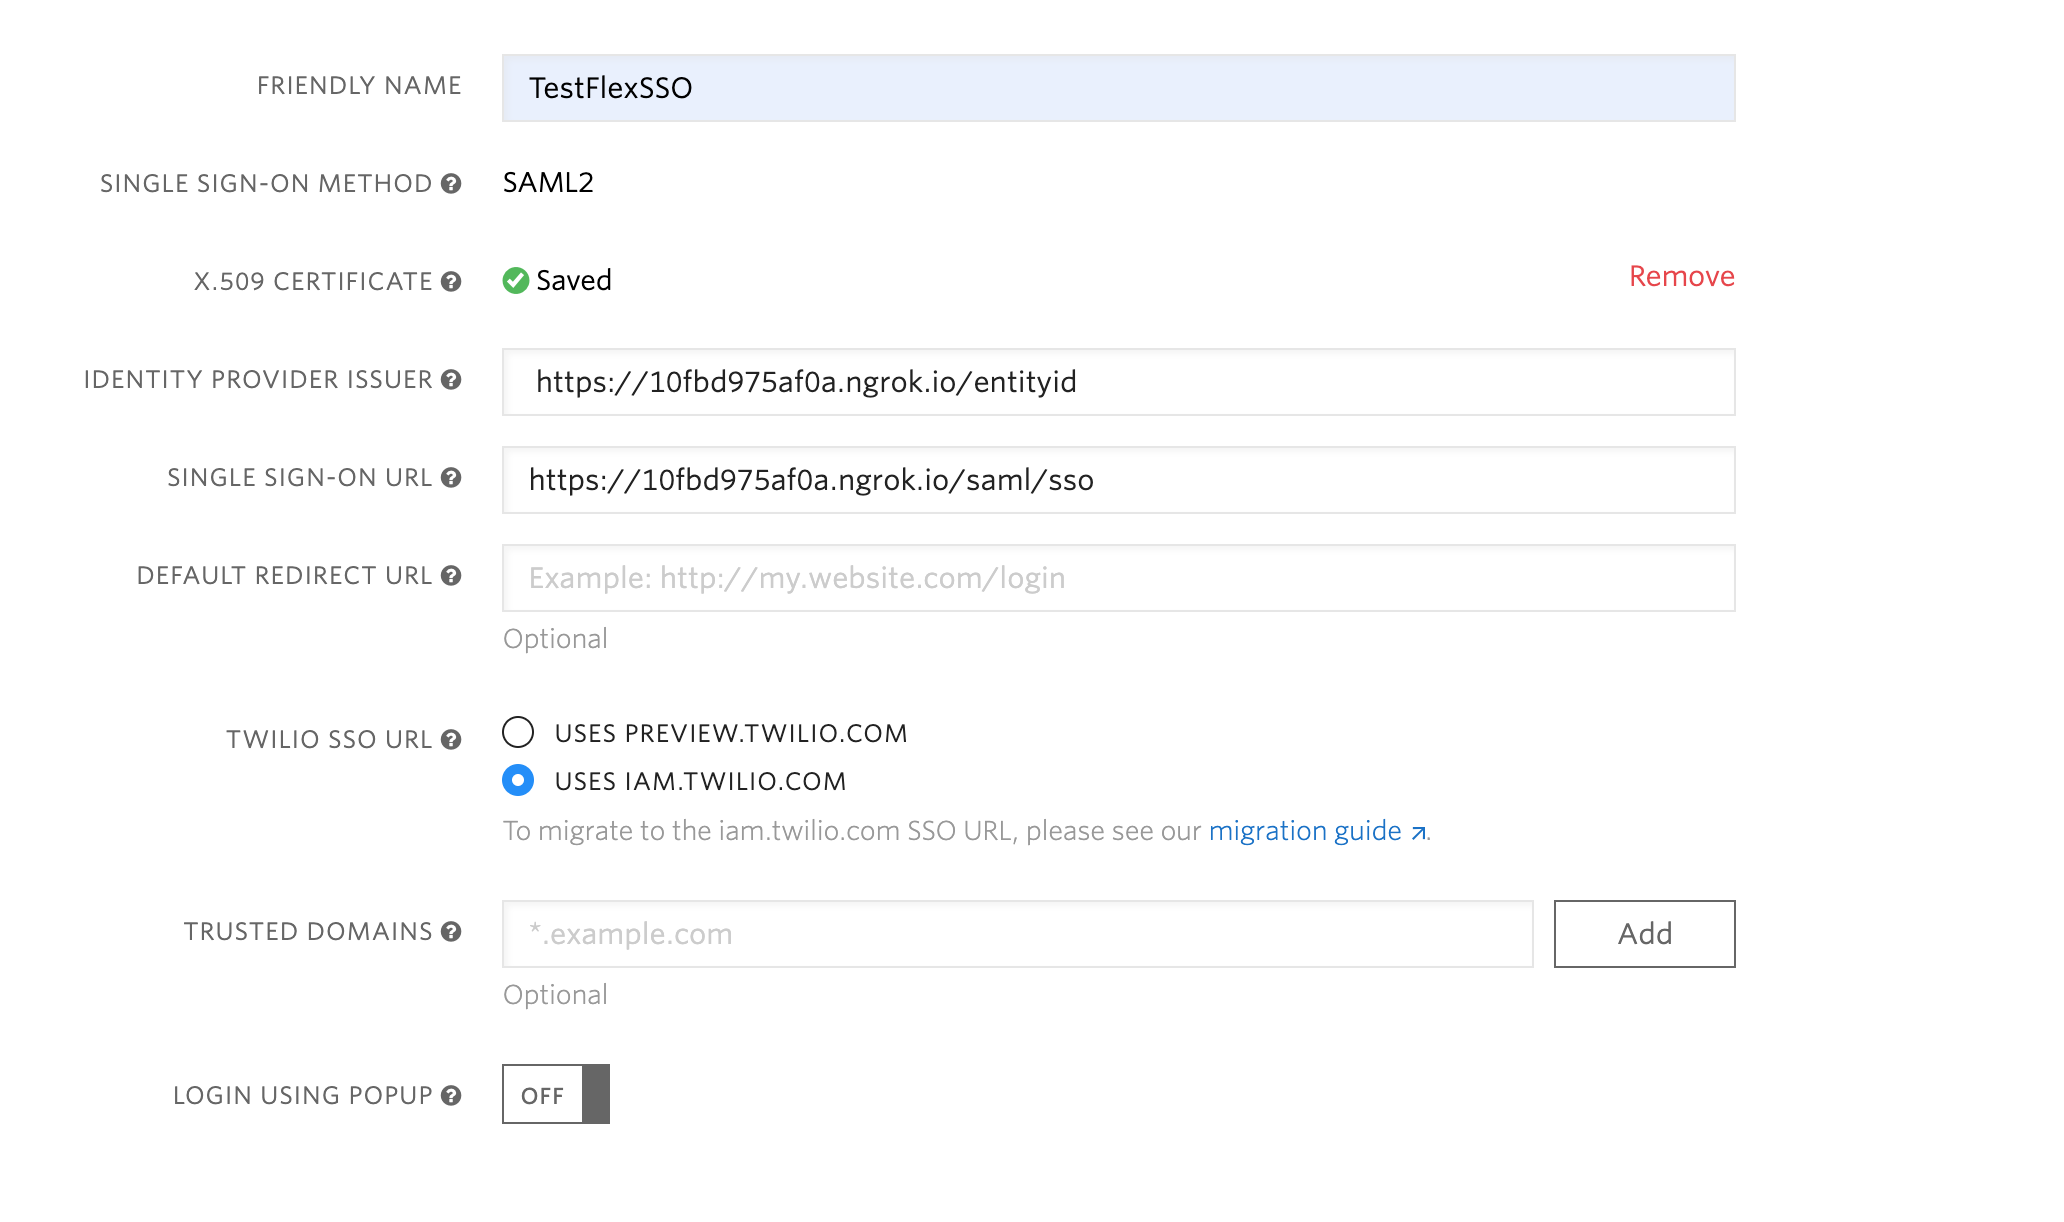 FRIENDLY NAME TestFlexSSO
SINGLE SIGN-ON METHOD ? SAML2
X.509 CERTIFICATE ? Saved Remove
IDENTITY PROVIDER ISSUER ? https://10fbd975af0a.ngrok.io/entityid
SINGLE SIGN-ON URL ? https://10fbd975af0a.ngrok.io/saml/sso
DEFAULT REDIRECT URL ? Example: http://my.website.com/login
Optional
TWILIO SSO URL ? USES PREVIEW.TWILIO.COM
USES IAM.TWILIO.COM
To migrate to the iam.twilio.com SSO URL, please see our migration guide ↗.
TRUSTED DOMAINS ? *.example.com Add
Optional
LOGIN USING POPUP ? OFF